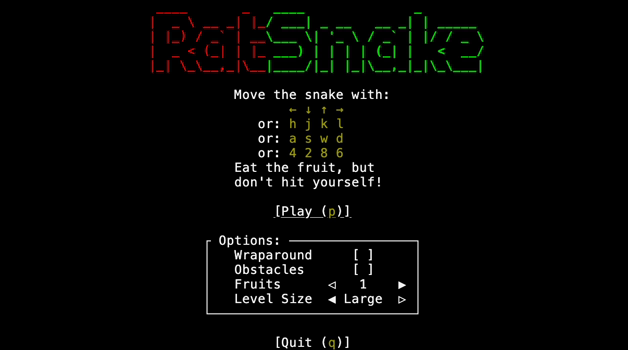 RatSnake
Move the snake with:
← ↓ ↑ →
or: h j k l
or: a s w d
or: 4 2 8 6
Eat the fruit, but
don't hit yourself!
[Play (p)]
Options:
Wraparound [ ]
Obstacles [ ]
Fruits ◁ 1 ▶
Level Size ◀ Large ▷
[Quit (q)]